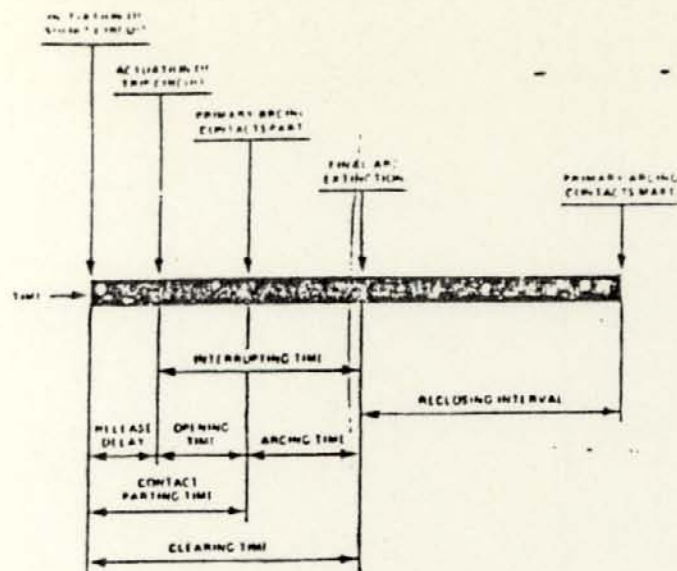 INITIATION OF
SHORT CIRCUIT
ACTUATION OF
TRIP CIRCUIT
PRIMARY ARCING
CONTACTS PART
FINAL ARC
EXTINCTION
PRIMARY ARCING
CONTACTS MAKE
TIME
INTERRUPTING TIME
RECLOSING INTERVAL
RELEASE
DELAY
OPENING
TIME
ARCING TIME
CONTACT
PARTING TIME
CLEARING TIME